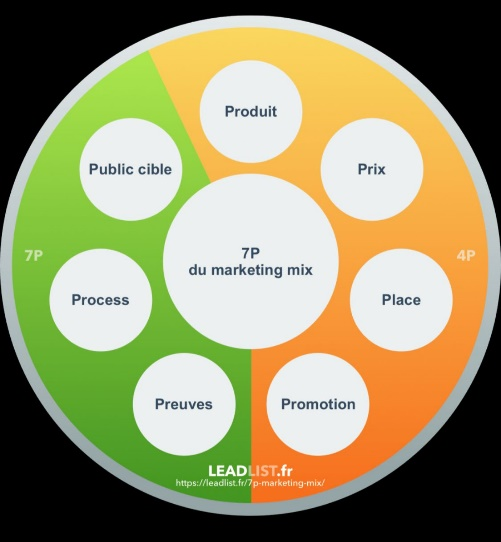 Produit
Public cible
Prix
7P
7P
du marketing mix
4P
Process
Place
Preuves
Promotion
LEADLIST.fr
https://leadlist.fr/7p-marketing-mix/